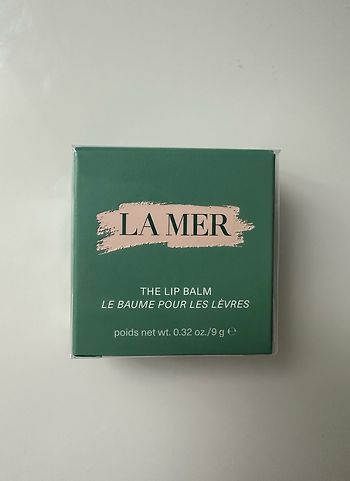 LA MER
THE LIP BALM
LE BAUME POUR LES LÈVRES
poids net wt. 0.32 oz./9 g ℮